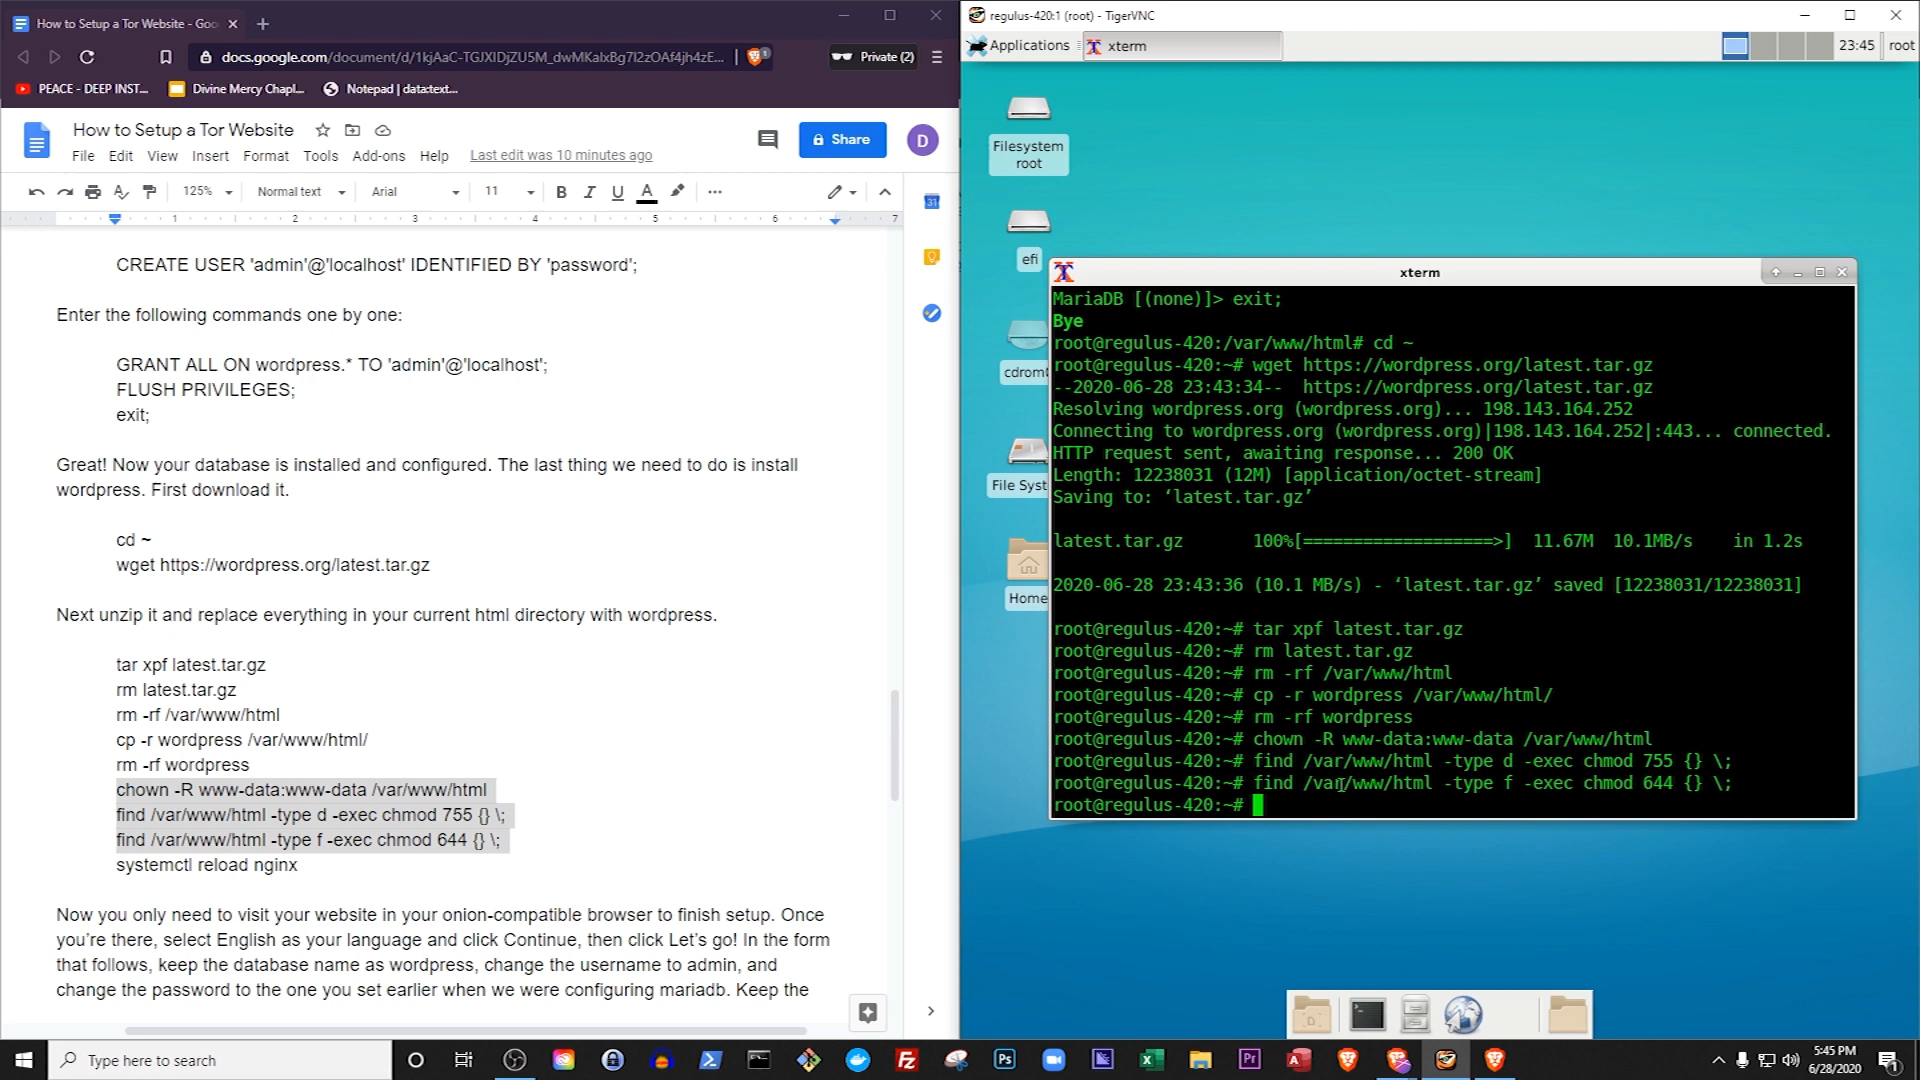 How to Setup a Tor Website - Goo
docs.google.com/document/d/1kjAaC-TGJXIDjZU5M_dwMKalxBg7I2zOAf4jh4zE...
Private (2)
PEACE - DEEP INST...
Divine Mercy Chapl...
Notepad | data:text...
How to Setup a Tor Website
Share
D
File Edit View Insert Format Tools Add-ons Help Last edit was 10 minutes ago
125% Normal text Arial 11 B I U A
1 2 3 4 5 6 7
31
CREATE USER 'admin'@'localhost' IDENTIFIED BY 'password';
Enter the following commands one by one:
GRANT ALL ON wordpress.* TO 'admin'@'localhost';
FLUSH PRIVILEGES;
exit;
Great! Now your database is installed and configured. The last thing we need to do is install
wordpress. First download it.
cd ~
wget https://wordpress.org/latest.tar.gz
Next unzip it and replace everything in your current html directory with wordpress.
tar xpf latest.tar.gz
rm latest.tar.gz
rm -rf /var/www/html
cp -r wordpress /var/www/html/
rm -rf wordpress
chown -R www-data:www-data /var/www/html
find /var/www/html -type d -exec chmod 755 {} \;
find /var/www/html -type f -exec chmod 644 {} \;
systemctl reload nginx
Now you only need to visit your website in your onion-compatible browser to finish setup. Once
you're there, select English as your language and click Continue, then click Let's go! In the form
that follows, keep the database name as wordpress, change the username to admin, and
change the password to the one you set earlier when we were configuring mariadb. Keep the
regulus-420:1 (root) - TigerVNC
Applications xterm 23:45 root
Filesystem
root
efi
cdrom
File Syst
Home
xterm
MariaDB [(none)]> exit;
Bye
root@regulus-420:/var/www/html# cd ~
root@regulus-420:~# wget https://wordpress.org/latest.tar.gz
--2020-06-28 23:43:34-- https://wordpress.org/latest.tar.gz
Resolving wordpress.org (wordpress.org)... 198.143.164.252
Connecting to wordpress.org (wordpress.org)|198.143.164.252|:443... connected.
HTTP request sent, awaiting response... 200 OK
Length: 12238031 (12M) [application/octet-stream]
Saving to: ‘latest.tar.gz’
latest.tar.gz 100%[===================>] 11.67M 10.1MB/s in 1.2s
2020-06-28 23:43:36 (10.1 MB/s) - ‘latest.tar.gz’ saved [12238031/12238031]
root@regulus-420:~# tar xpf latest.tar.gz
root@regulus-420:~# rm latest.tar.gz
root@regulus-420:~# rm -rf /var/www/html
root@regulus-420:~# cp -r wordpress /var/www/html/
root@regulus-420:~# rm -rf wordpress
root@regulus-420:~# chown -R www-data:www-data /var/www/html
root@regulus-420:~# find /var/www/html -type d -exec chmod 755 {} \;
root@regulus-420:~# find /var/www/html -type f -exec chmod 644 {} \;
root@regulus-420:~#
Type here to search
Ps
Fz
Pr
5:45 PM
6/28/2020